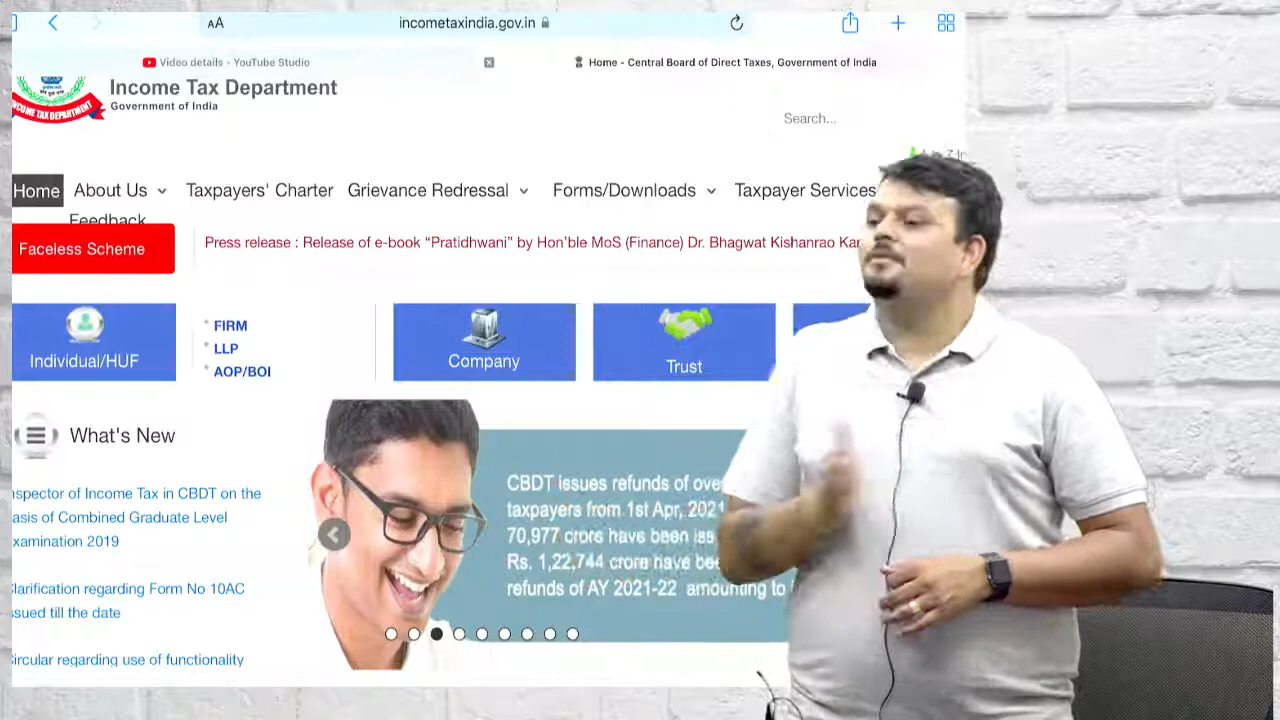 AA
incometaxindia.gov.in
Video details - YouTube Studio
Home - Central Board of Direct Taxes, Government of India
Income Tax Department
Government of India
INCOME TAX DEPARTMENT
Search...
Home About Us Taxpayers' Charter Grievance Redressal Forms/Downloads Taxpayer Services
Feedback
Faceless Scheme
Press release : Release of e-book “Pratidhwani” by Hon'ble MoS (Finance) Dr. Bhagwat Kishanrao
Individual/HUF
FIRM
LLP
AOP/BOI
Company
Trust
What's New
spector of Income Tax in CBDT on the
asis of Combined Graduate Level
xamination 2019
larification regarding Form No 10AC
ssued till the date
ircular regarding use of functionality
CBDT issues refunds of ove
taxpayers from 1st Apr, 2021
70,977 crors have been iss
Rs. 1,22,744 crore have bee
refunds of AY 2021-22 amounting to